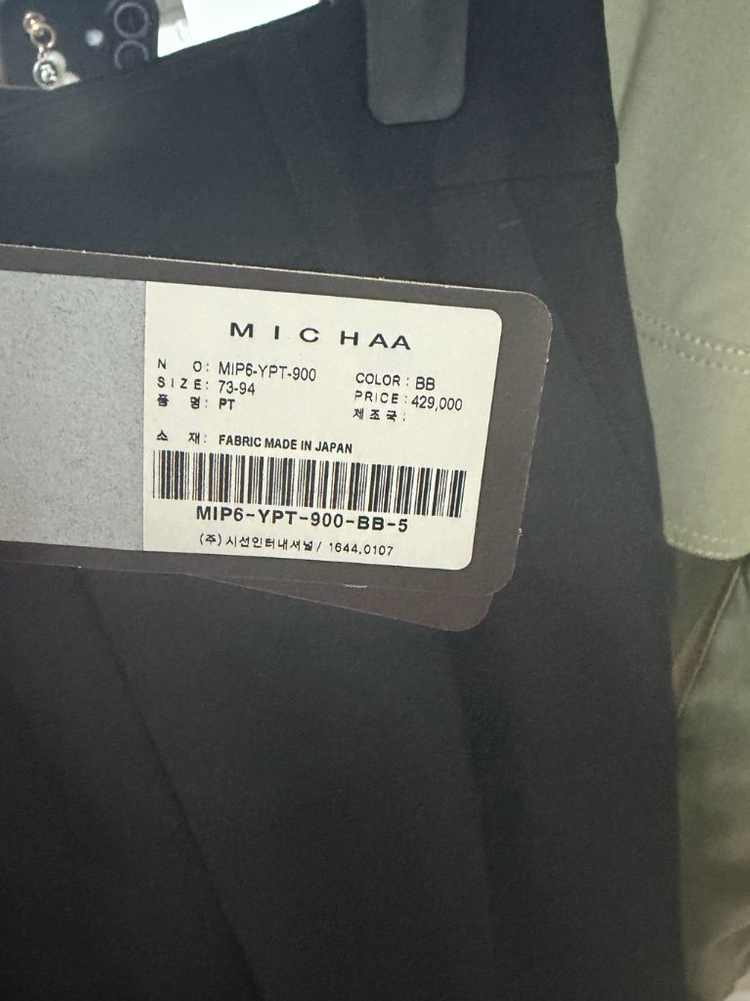 MICHAA
N O: MIP6-YPT-900 COLOR : BB
SIZE: 73-94 PRICE : 429,000
품 명: PT 제조국:
소 재: FABRIC MADE IN JAPAN
MIP6-YPT-900-BB-5
(주)시선인터내셔널/ 1644.0107